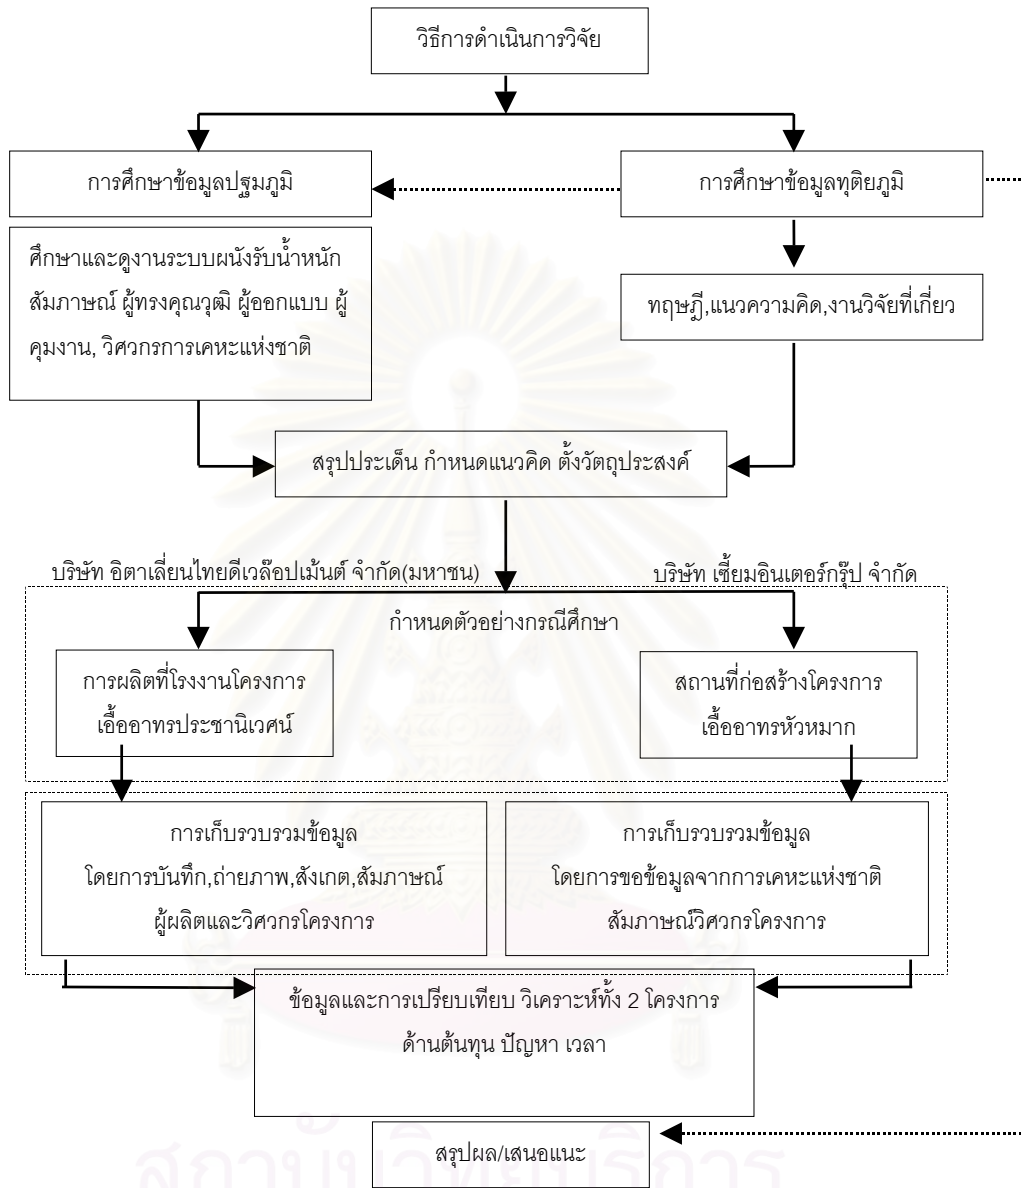 วิธีการดำเนินการวิจัย
การศึกษาข้อมูลปฐมภูมิ
การศึกษาข้อมูลทุติยภูมิ
ศึกษาและดูงานระบบผนังรับน้ำหนัก
สัมภาษณ์ ผู้ทรงคุณวุฒิ ผู้ออกแบบ ผู้
คุมงาน, วิศวกรการเคหะแห่งชาติ
ทฤษฎี,แนวความคิด,งานวิจัยที่เกี่ยว
สรุปประเด็น กำหนดแนวคิด ตั้งวัตถุประสงค์
บริษัท อิตาเลี่ยนไทยดีเวล๊อปเม้นต์ จำกัด(มหาชน)
บริษัท เซี้ยมอินเตอร์กรุ๊ป จำกัด
กำหนดตัวอย่างกรณีศึกษา
การผลิตที่โรงงานโครงการ
เอื้ออาทรประชานิเวศน์
สถานที่ก่อสร้างโครงการ
เอื้ออาทรหัวหมาก
การเก็บรวบรวมข้อมูล
โดยการบันทึก,ถ่ายภาพ,สังเกต,สัมภาษณ์
ผู้ผลิตและวิศวกรโครงการ
การเก็บรวบรวมข้อมูล
โดยการขอข้อมูลจากการเคหะแห่งชาติ
สัมภาษณ์วิศวกรโครงการ
ข้อมูลและการเปรียบเทียบ วิเคราะห์ทั้ง 2 โครงการ
ด้านต้นทุน ปัญหา เวลา
สรุปผล/เสนอแนะ
สถาบันวิทยบริการ